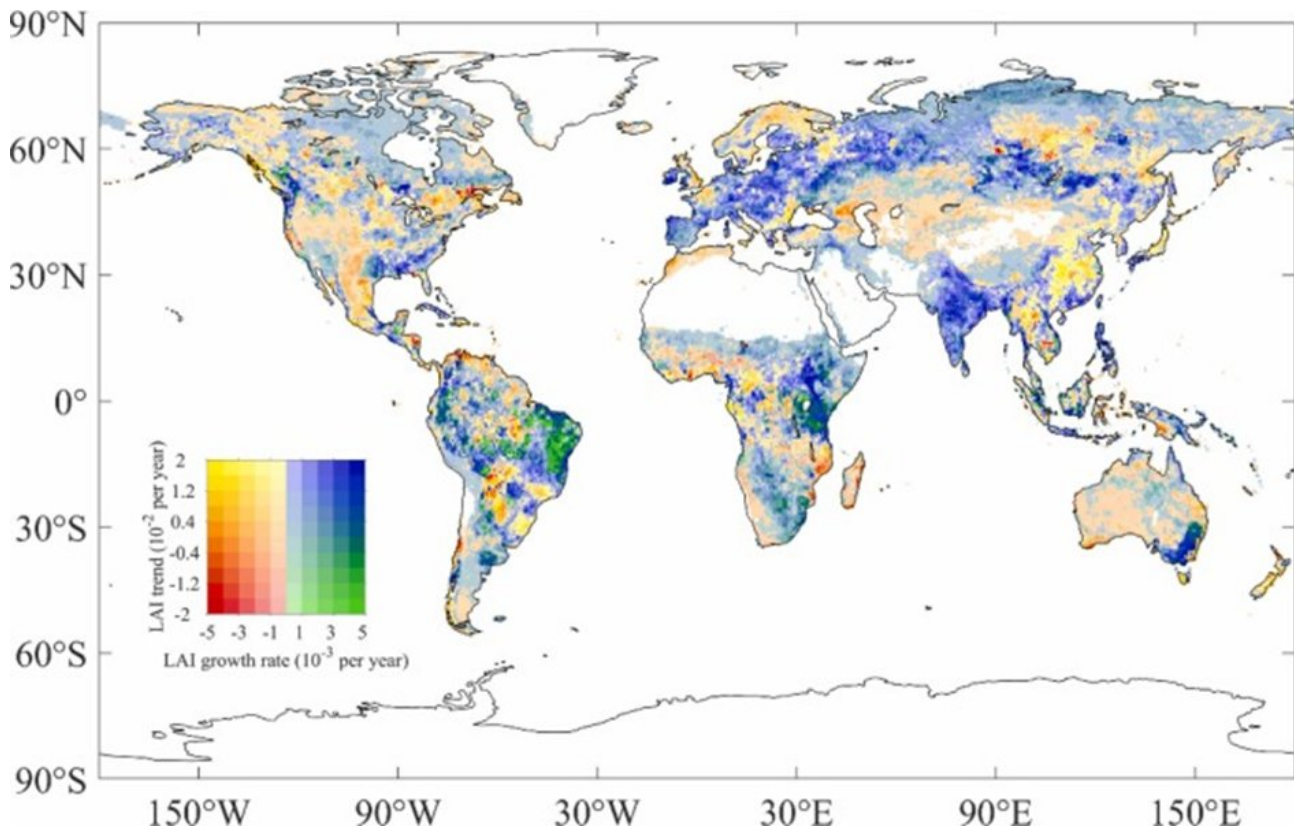 90°N
60°N
30°N
0°
30°S
60°S
90°S
150°W 90°W 30°W 30°E 90°E 150°E
LAI trend (10-2 per year)
2
1.2
0.4
-0.4
-1.2
-2
-5 -3 -1 1 3 5
LAI growth rate (10-3 per year)